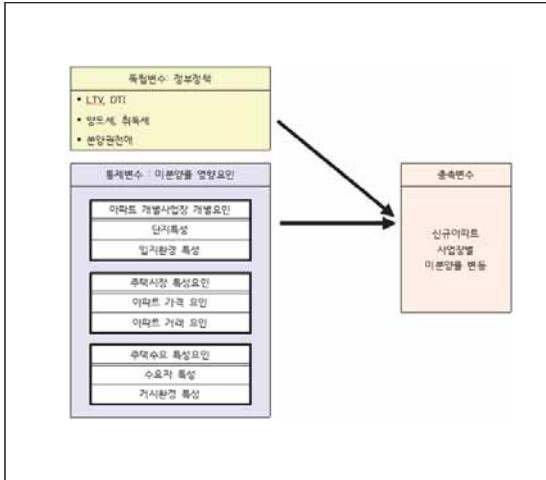 독립변수: 정부정책
• LTV, DTI
• 양도세, 취득세
• 분양권전매
통제변수 : 미분양률 영향요인
아파트 개별사업장 개별요인
단지특성
입지환경 특성
주택시장 특성요인
아파트 가격 요인
아파트 거래 요인
주택수요 특성요인
수요자 특성
거시환경 특성
종속변수
신규아파트
사업장별
미분양률 변동